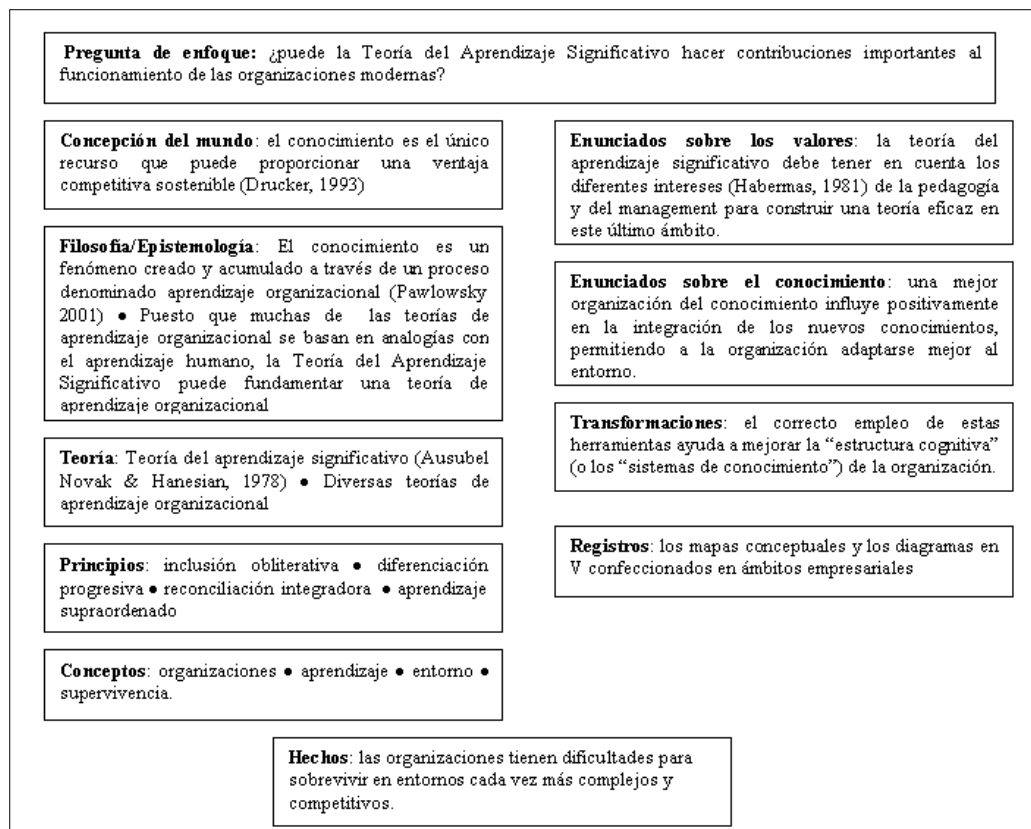 Pregunta de enfoque: ¿puede la Teoría del Aprendizaje Significativo hacer contribuciones importantes al
funcionamiento de las organizaciones modernas?
Concepción del mundo: el conocimiento es el único
recurso que puede proporcionar una ventaja
competitiva sostenible (Drucker, 1993)
Filosofía/Epistemología: El conocimiento es un
fenómeno creado y acumulado a través de un proceso
denominado aprendizaje organizacional (Pawlowsky
2001) ● Puesto que muchas de las teorías de
aprendizaje organizacional se basan en analogías con
el aprendizaje humano, la Teoría del Aprendizaje
Significativo puede fundamentar una teoría de
aprendizaje organizacional
Teoría: Teoría del aprendizaje significativo (Ausubel
Novak & Hanesian, 1978) ● Diversas teorías de
aprendizaje organizacional
Principios: inclusión obliterativa ● diferenciación
progresiva ● reconciliación integradora ● aprendizaje
supraordenado
Conceptos: organizaciones ● aprendizaje ● entorno ●
supervivencia.
Enunciados sobre los valores: la teoría del
aprendizaje significativo debe tener en cuenta los
diferentes intereses (Habermas, 1981) de la pedagogía
y del management para construir una teoría eficaz en
este último ámbito.
Enunciados sobre el conocimiento: una mejor
organización del conocimiento influye positivamente
en la integración de los nuevos conocimientos,
permitiendo a la organización adaptarse mejor al
entorno.
Transformaciones: el correcto empleo de estas
herramientas ayuda a mejorar la “estructura cognitiva”
(o los “sistemas de conocimiento”) de la organización.
Registros: los mapas conceptuales y los diagramas en
V confeccionados en ámbitos empresariales
Hechos: las organizaciones tienen dificultades para
sobrevivir en entornos cada vez más complejos y
competitivos.